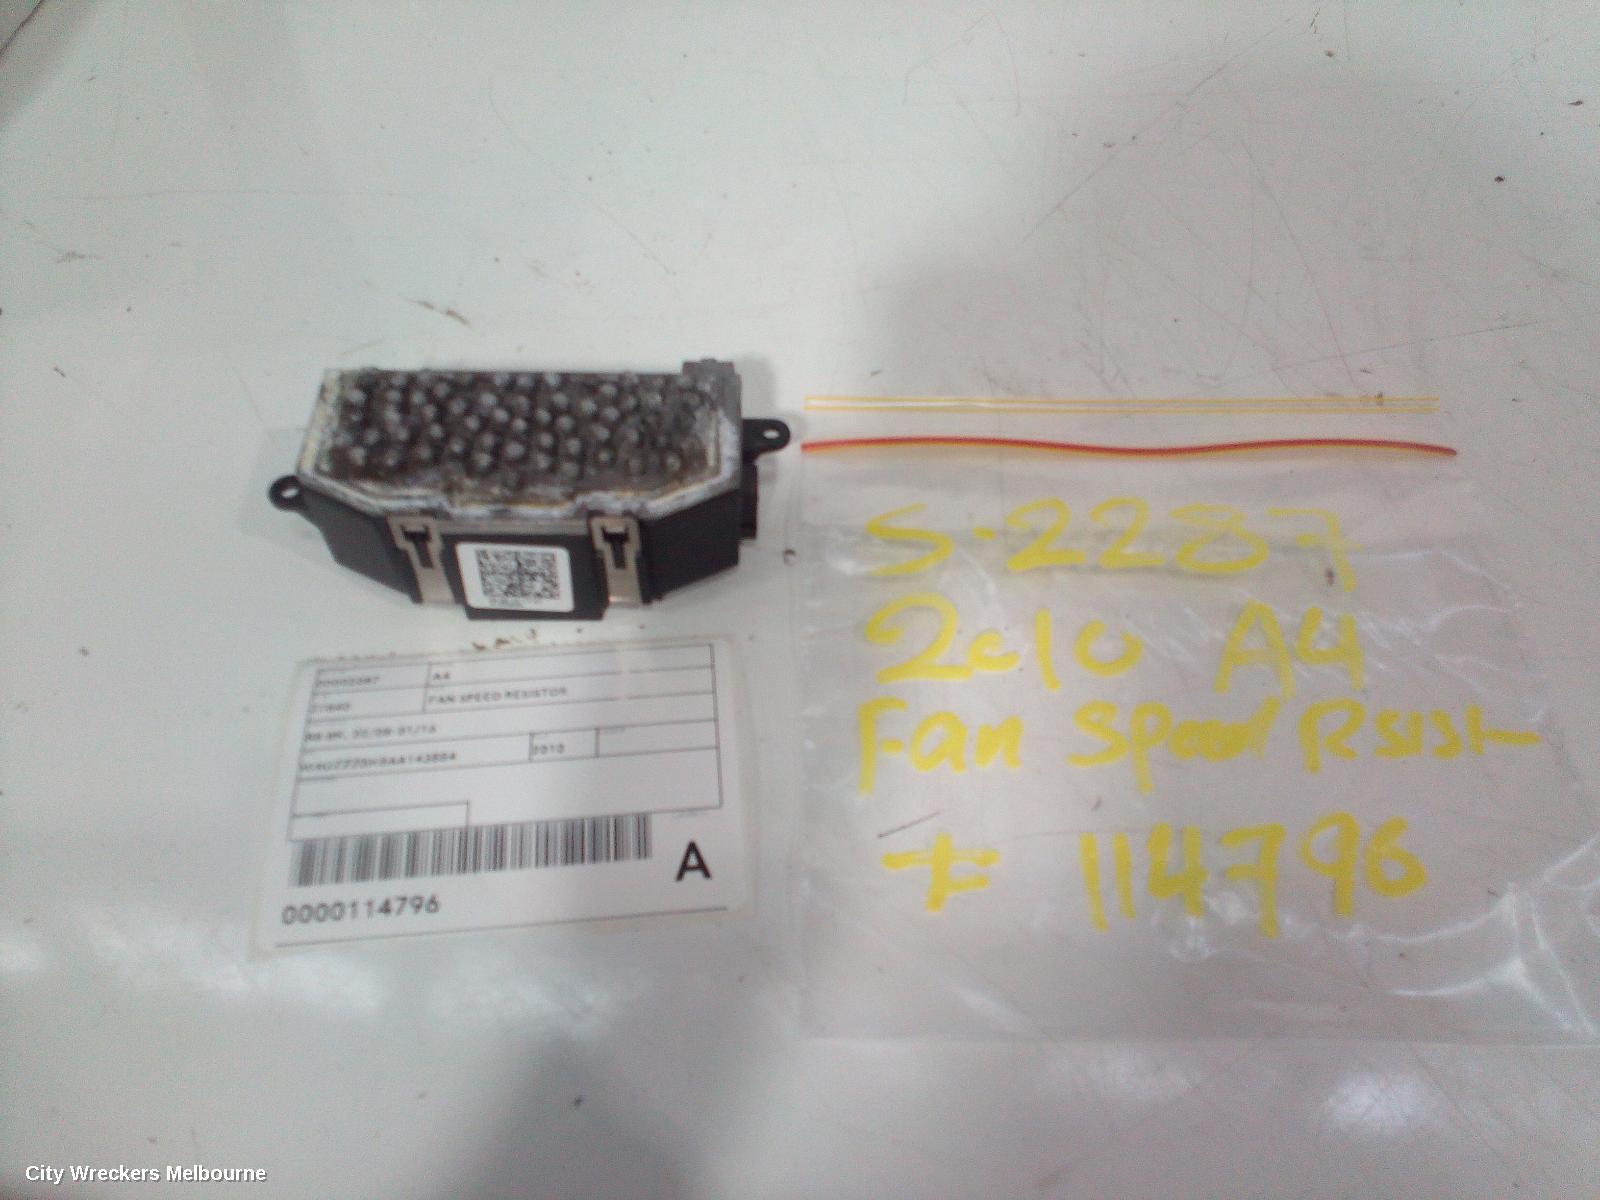 A4
FAN SPEED RESISTOR
2010
A
0000114796
S-2287
2010 A4
Fan Speed Rsist
# 114796
City Wreckers Melbourne